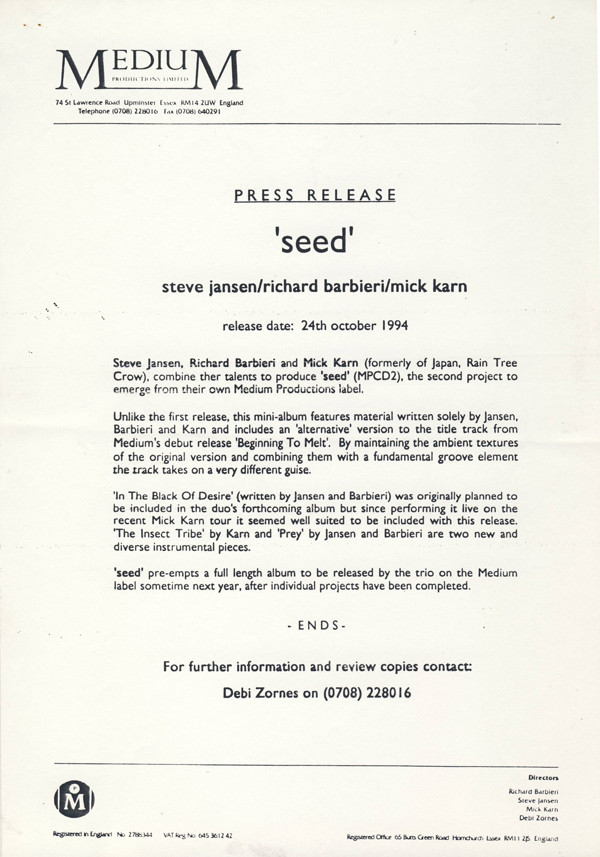 MEDIUM
PRODUCTIONS LIMITED
74 St Lawrence Road Upminster Essex RM14 2UW England
Telephone (0708) 228016 Fax (0708) 640291
PRESS RELEASE
'seed'
steve jansen/richard barbieri/mick karn
release date: 24th october 1994
Steve Jansen, Richard Barbieri and Mick Karn (formerly of Japan, Rain Tree
Crow), combine ther talents to produce 'seed' (MPCD2), the second project to
emerge from their own Medium Productions label.
Unlike the first release, this mini-album features material written solely by Jansen,
Barbieri and Karn and includes an 'alternative' version to the title track from
Medium's debut release 'Beginning To Melt'. By maintaining the ambient textures
of the original version and combining them with a fundamental groove element
the track takes on a very different guise.
'In The Black Of Desire' (written by Jansen and Barbieri) was originally planned to
be included in the duo's forthcoming album but since performing it live on the
recent Mick Karn tour it seemed well suited to be included with this release.
'The Insect Tribe' by Karn and 'Prey' by Jansen and Barbieri are two new and
diverse instrumental pieces.
'seed' pre-empts a full length album to be released by the trio on the Medium
label sometime next year, after individual projects have been completed.
- E N D S -
For further information and review copies contact:
Debi Zornes on (0708) 228016
Directors
Richard Barbieri
Steve Jansen
Mick Karn
Debi Zornes
M
Registered in England No 2786344 VAT Reg No 645 3612 42
Registered Office 65 Butts Green Road Hornchurch Essex RM11 2JS England